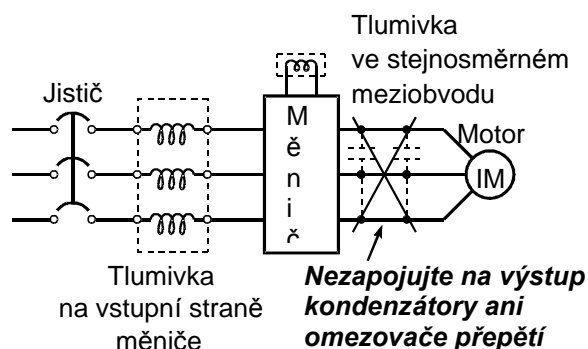 Tlumivka
ve stejnosměrném
meziobvodu
Jistič
M
ě
n
i
č
Motor
IM
Tlumivka
na vstupní straně
měniče
Nezapojujte na výstup
kondenzátory ani
omezovače přepětí